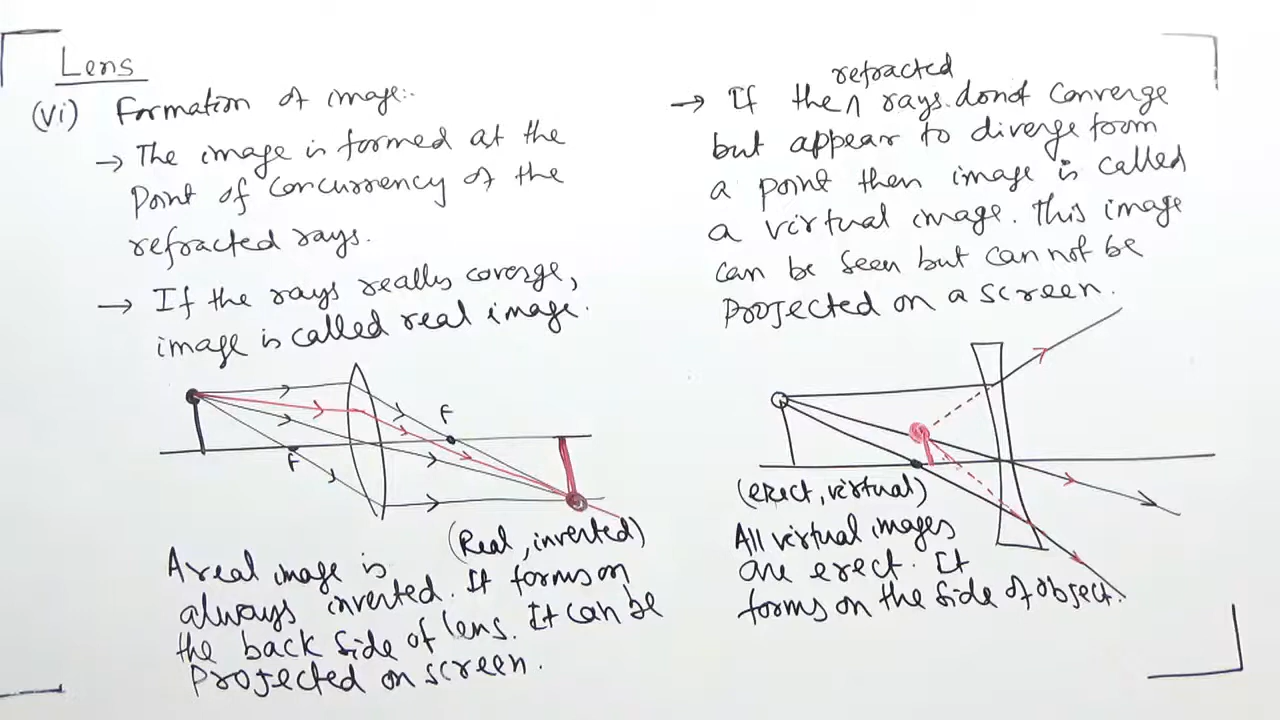 Lens
(vi) Formation of image:.
→ The image is formed at the
Point of Concurrency of the
refracted rays.
→ If the rays really coverge,
image is called real image.
F
F
(Real, inverted)
A real image is
always inverted. It forms on
the back side of lens. It can be
Projected on screen.
refracted
→ If the ∧ rays. donot Converge
but appear to diverge form
a point then image is called
a virtual image. This image
can be seen but can not be
Projected on a screen.
(erect, virtual)
All virtual images
are erect. It
forms on the side of object.